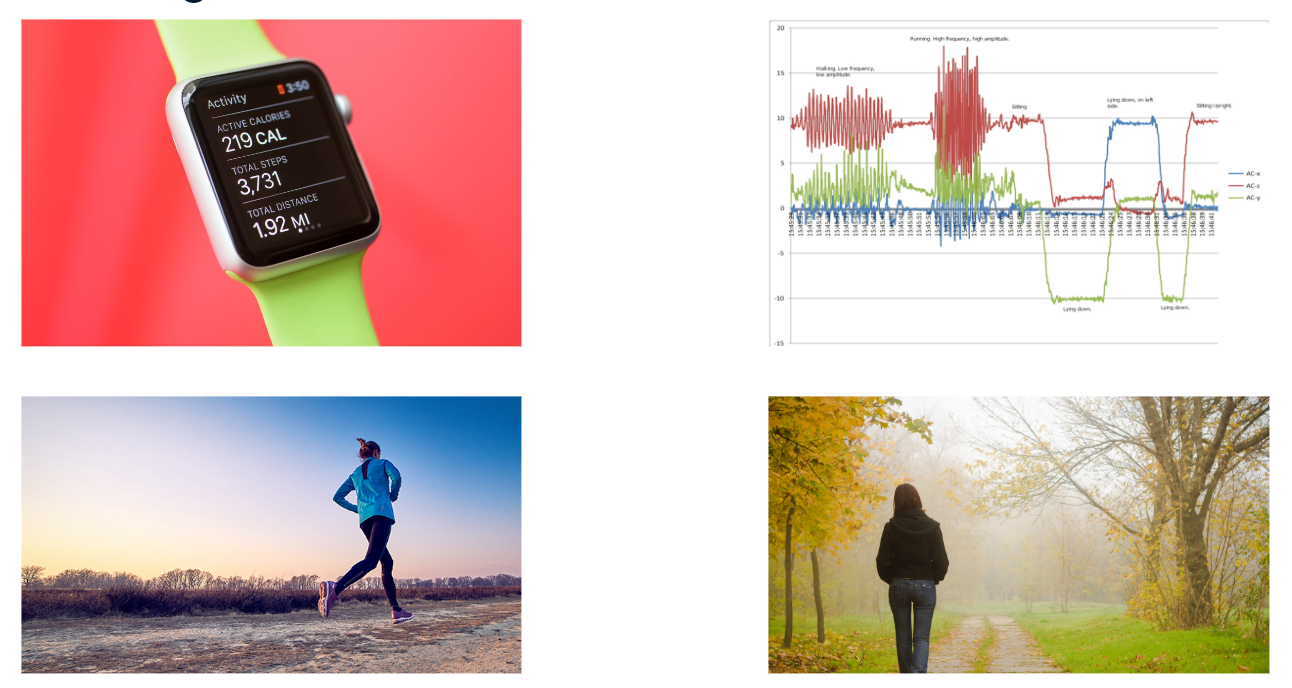 Activity 3:50
ACTIVE CALORIES
219 CAL
TOTAL STEPS
3,731
TOTAL DISTANCE
1.92 MI
20
Running. High frequency, high amplitude.
Walking. Low frequency,
low amplitude.
15
Sitting
Lying down, on left
side.
Sitting Upright.
10
5
AC-x
AC-z
AC-y
0
-5
-10
Lying down.
Lying down.
-15